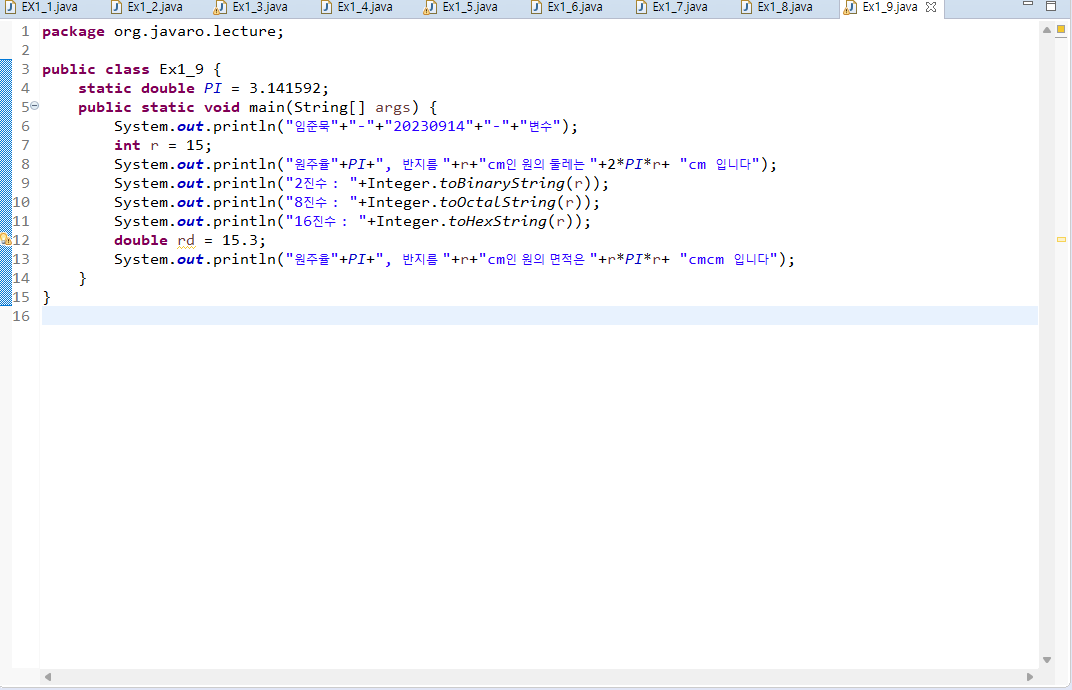 EX1_1.java Ex1_2.java Ex1_3.java Ex1_4.java Ex1_5.java Ex1_6.java Ex1_7.java Ex1_8.java Ex1_9.java
1 package org.javaro.lecture;
2
3 public class Ex1_9 {
4 static double PI = 3.141592;
5 public static void main(String[] args) {
6 System.out.println("임준묵"+"-"+"20230914"+"-"+"변수");
7 int r = 15;
8 System.out.println("원주율"+PI+", 반지름 "+r+"cm인 원의 둘레는 "+2*PI*r+ "cm 입니다");
9 System.out.println("2진수 : "+Integer.toBinaryString(r));
10 System.out.println("8진수 : "+Integer.toOctalString(r));
11 System.out.println("16진수 : "+Integer.toHexString(r));
12 double rd = 15.3;
13 System.out.println("원주율"+PI+", 반지름 "+r+"cm인 원의 면적은 "+r*PI*r+ "cmcm 입니다");
14 }
15 }
16